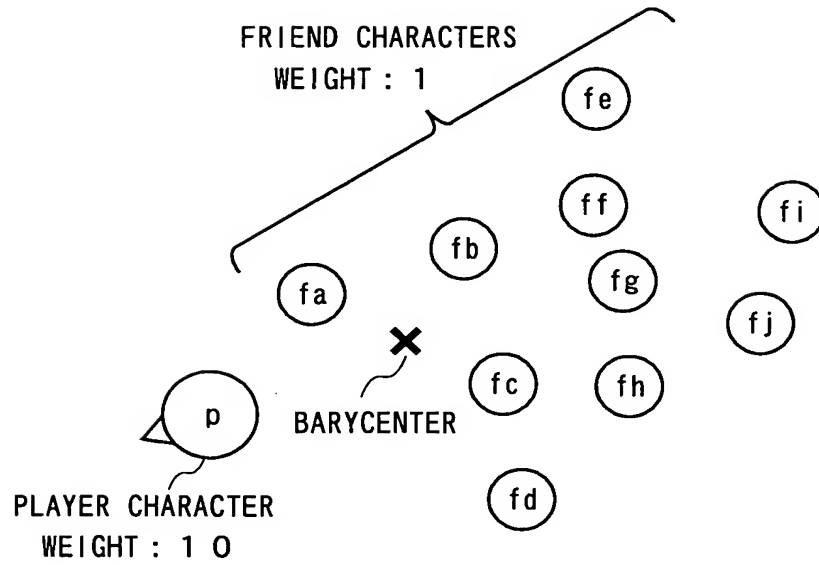 FRIEND CHARACTERS
WEIGHT : 1
fe
ff
fi
fb
fg
fa
fj
fc
fh
p
BARYCENTER
fd
PLAYER CHARACTER
WEIGHT : 10